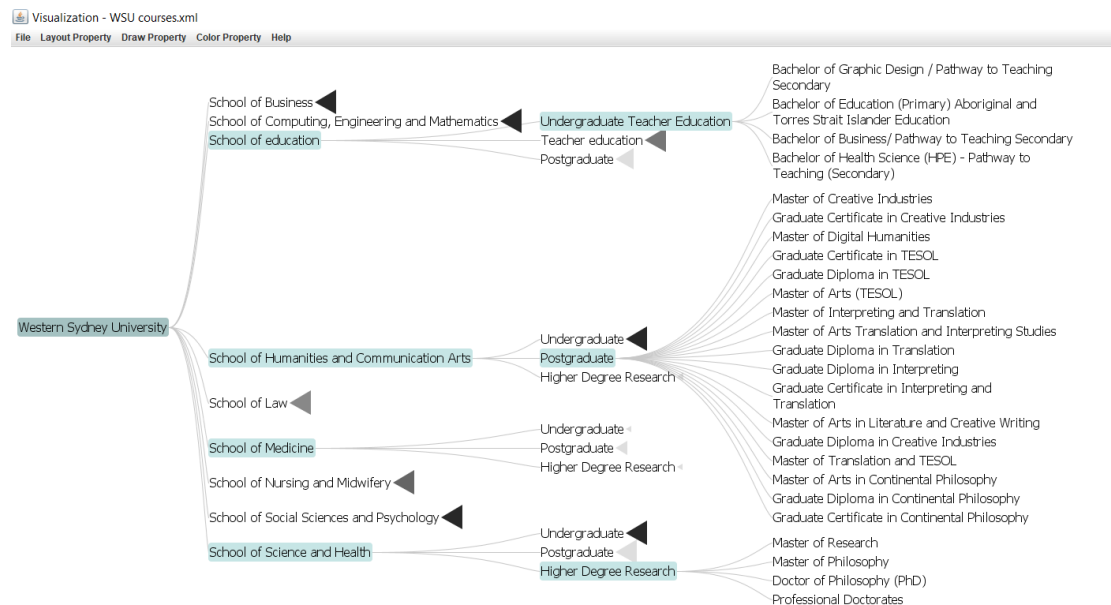 Visualization - WSU courses.xml
File Layout Property Draw Property Color Property Help
Western Sydney University
School of Business
School of Computing, Engineering and Mathematics
School of education
Undergraduate Teacher Education
Bachelor of Graphic Design / Pathway to Teaching
Secondary
Bachelor of Education (Primary) Aboriginal and
Torres Strait Islander Education
Bachelor of Business/ Pathway to Teaching Secondary
Bachelor of Health Science (HPE) - Pathway to
Teaching (Secondary)
Teacher education
Postgraduate
School of Humanities and Communication Arts
Undergraduate
Postgraduate
Master of Creative Industries
Graduate Certificate in Creative Industries
Master of Digital Humanities
Graduate Certificate in TESOL
Graduate Diploma in TESOL
Master of Arts (TESOL)
Master of Interpreting and Translation
Master of Arts Translation and Interpreting Studies
Graduate Diploma in Translation
Graduate Diploma in Interpreting
Graduate Certificate in Interpreting and
Translation
Master of Arts in Literature and Creative Writing
Graduate Diploma in Creative Industries
Master of Translation and TESOL
Master of Arts in Continental Philosophy
Graduate Diploma in Continental Philosophy
Graduate Certificate in Continental Philosophy
Higher Degree Research
School of Law
School of Medicine
Undergraduate
Postgraduate
Higher Degree Research
School of Nursing and Midwifery
School of Social Sciences and Psychology
School of Science and Health
Undergraduate
Postgraduate
Higher Degree Research
Master of Research
Master of Philosophy
Doctor of Philosophy (PhD)
Professional Doctorates